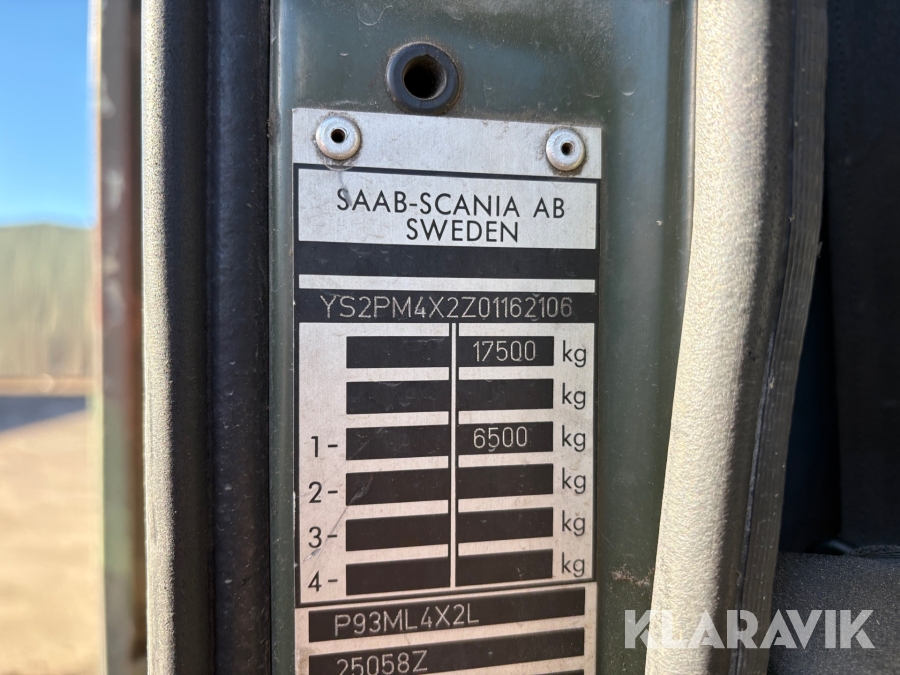 SAAB-SCANIA AB
SWEDEN
YS2PM4X2Z01162106
17500 kg
kg
1- 6500 kg
2- kg
3- kg
4- kg
P93ML4X2L
25058Z
KLARAVIK